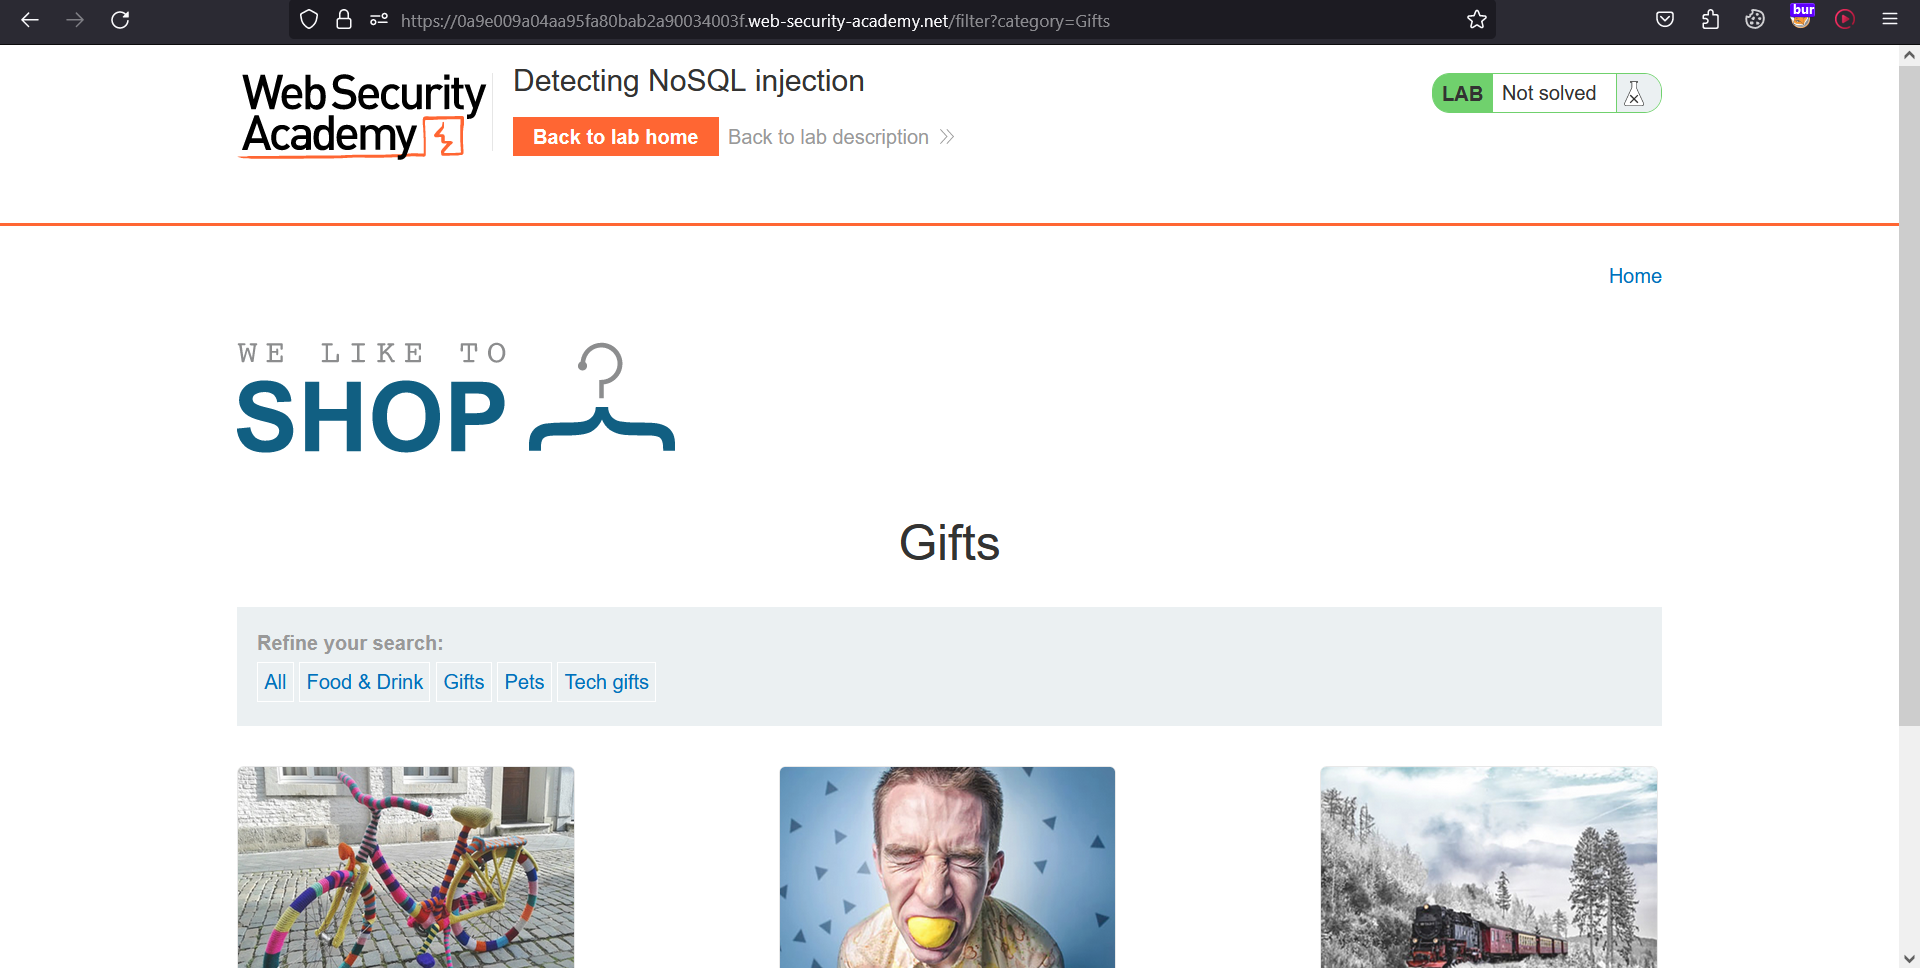 bur
https://0a9e009a04aa95fa80bab2a90034003f.web-security-academy.net/filter?category=Gifts
Web Security
Academy
Detecting NoSQL injection
Back to lab home
Back to lab description
LAB
Not solved
Home
WE LIKE TO
SHOP
Gifts
Refine your search:
All
Food & Drink
Gifts
Pets
Tech gifts